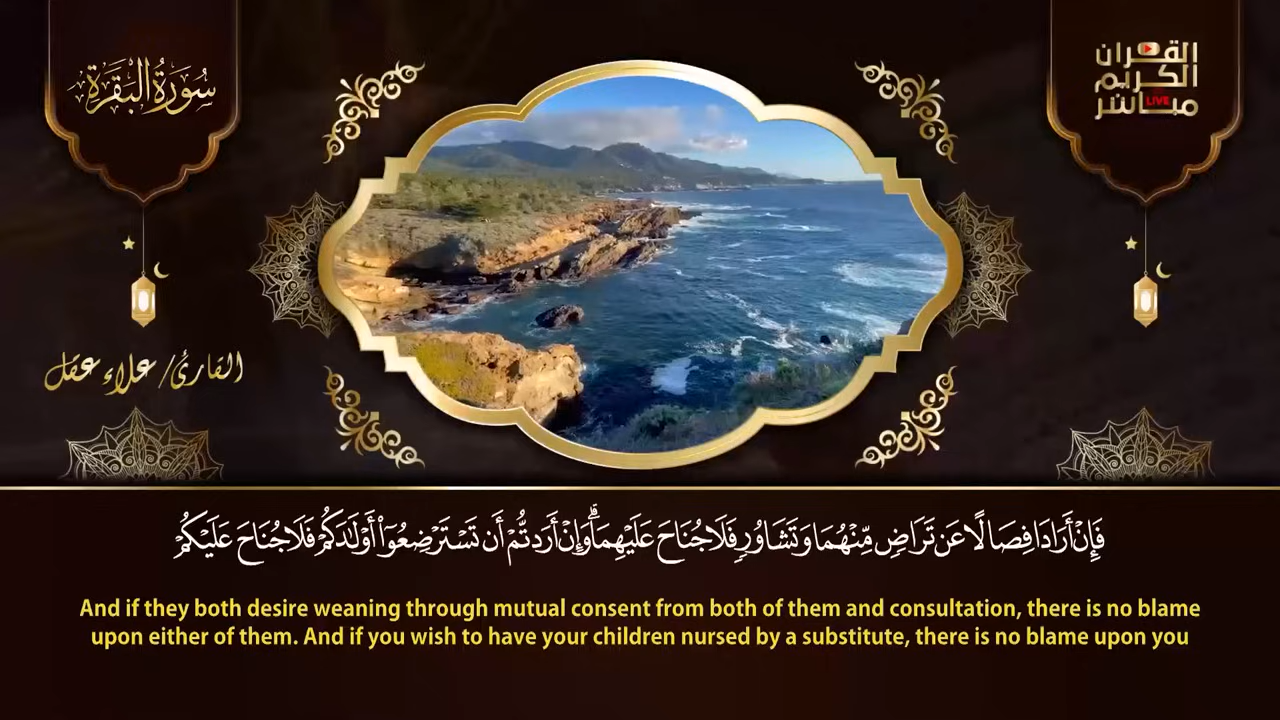 سُورَةُ البَقَرَةِ
القرآن
الكريم
مباشر
LIVE
القارئ/ علاء عقل
فَإِنْ أَرَادَا فِصَالًا عَن تَرَاضٍ مِّنْهُمَا وَتَشَاوُرٍ فَلَا جُنَاحَ عَلَيْهِمَا ۗ وَإِنْ أَرَدتُّمْ أَن تَسْتَرْضِعُوٓا۟ أَوْلَٰدَكُمْ فَلَا جُنَاحَ عَلَيْكُمْ
And if they both desire weaning through mutual consent from both of them and consultation, there is no blame
upon either of them. And if you wish to have your children nursed by a substitute, there is no blame upon you